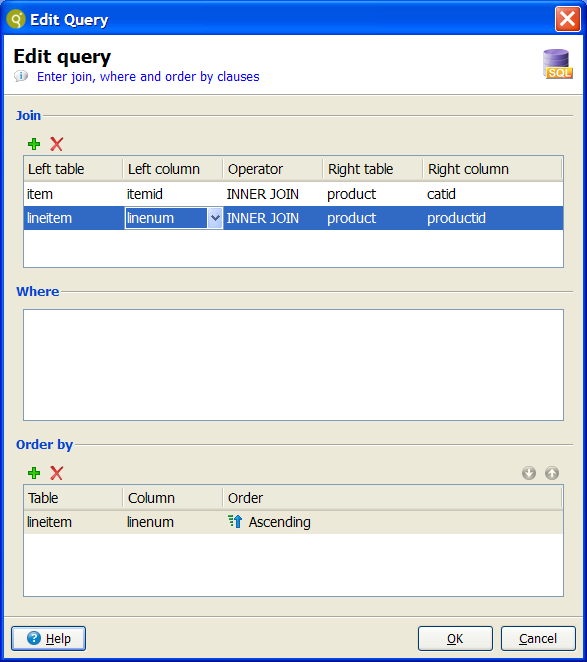 Edit Query
Edit query
Enter join, where and order by clauses
SQL
Join
Left table Left column Operator Right table Right column
item itemid INNER JOIN product catid
lineitem linenum INNER JOIN product productid
Where
Order by
Table Column Order
lineitem linenum Ascending
? Help OK Cancel